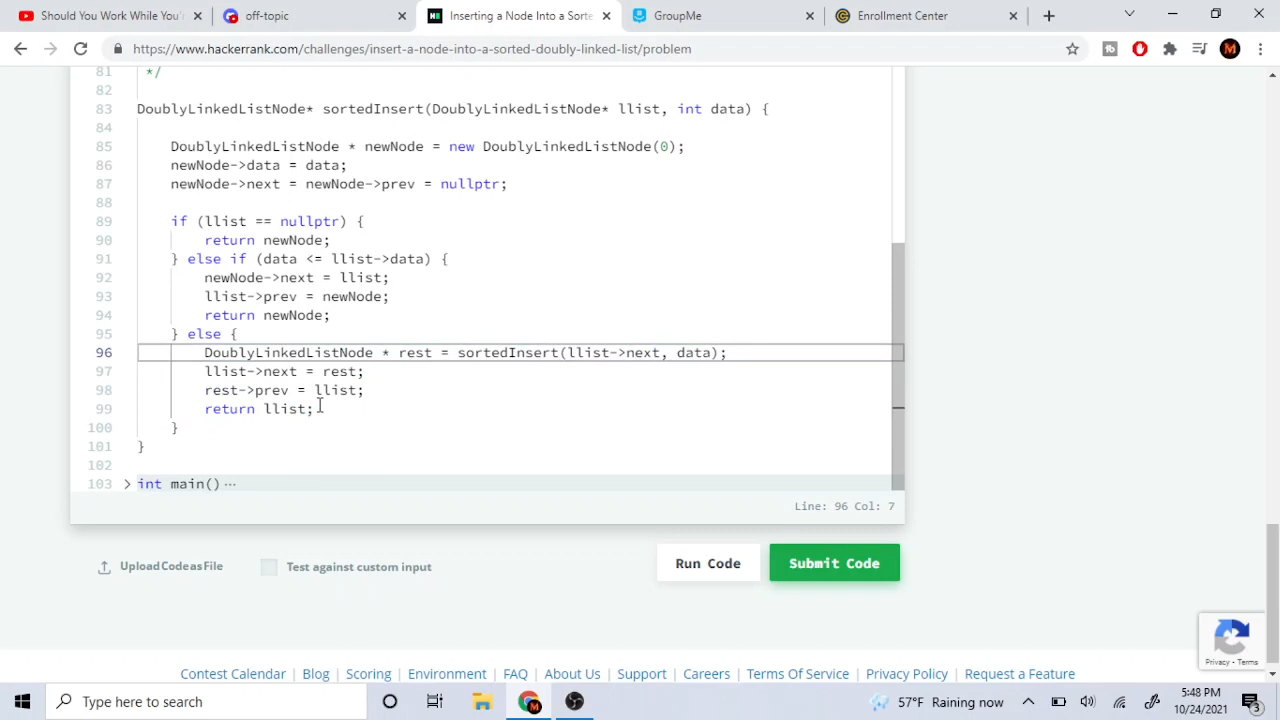 Should You Work While
off-topic
Inserting a Node Into a Sorte
GroupMe
Enrollment Center
https://www.hackerrank.com/challenges/insert-a-node-into-a-sorted-doubly-linked-list/problem
81 */
82
83 DoublyLinkedListNode* sortedInsert(DoublyLinkedListNode* llist, int data) {
84
85 DoublyLinkedListNode * newNode = new DoublyLinkedListNode(0);
86 newNode->data = data;
87 newNode->next = newNode->prev = nullptr;
88
89 if (llist == nullptr) {
90 return newNode;
91 } else if (data <= llist->data) {
92 newNode->next = llist;
93 llist->prev = newNode;
94 return newNode;
95 } else {
96 DoublyLinkedListNode * rest = sortedInsert(llist->next, data);
97 llist->next = rest;
98 rest->prev = llist;
99 return llist;
100 }
101 }
102
103 int main() ...
Line: 96 Col: 7
Upload Code as File
Test against custom input
Run Code
Submit Code
Privacy - Terms
Contest Calendar | Blog | Scoring | Environment | FAQ | About Us | Support | Careers | Terms Of Service | Privacy Policy | Request a Feature
Type here to search
57°F Raining now
5:48 PM
10/24/2021
3